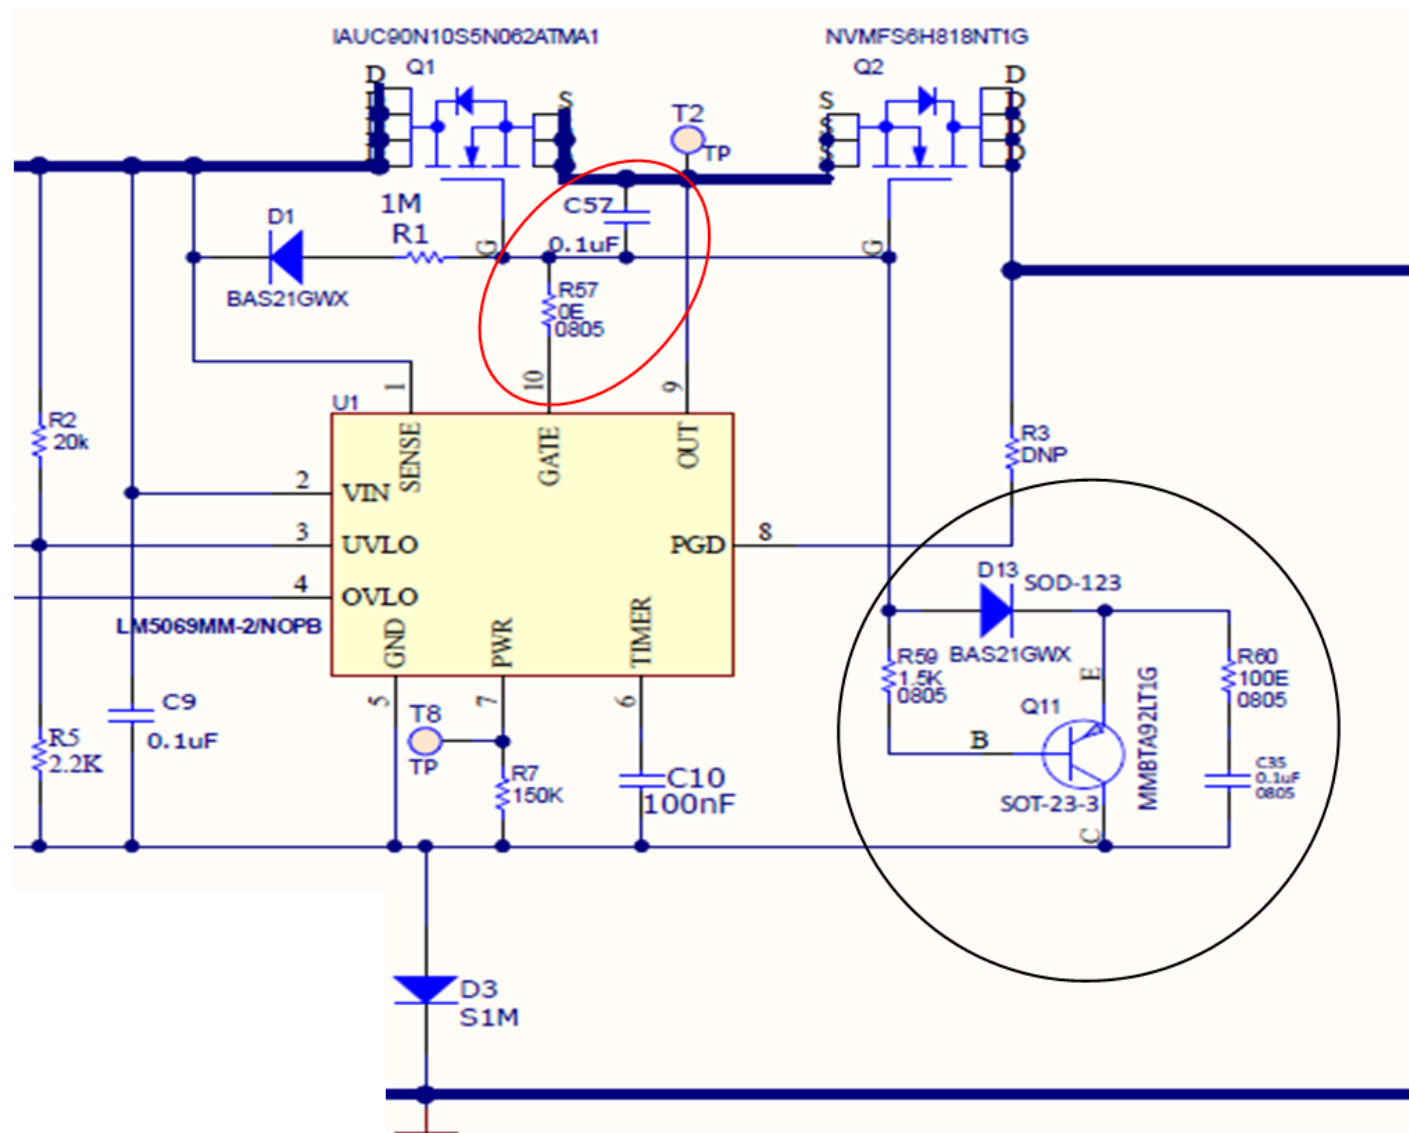 IAUC90N10S5N062ATMA1
Q1
D
D
S
NVMFS6H818NT1G
Q2
S
S
S
D
D
D
D
T2
TP
1M
R1
G
D1
BAS21GWX
C57
0.1uF
G
R57
0E
0805
1
10
9
U1
SENSE
GATE
OUT
R2
20k
2
VIN
3
UVLO
4
OVLO
8
PGD
LM5069MM-2/NOPB
GND
PWR
TIMER
5
7
6
R3
DNP
D13
SOD-123
BAS21GWX
R59
1.5K
0805
E
Q11
B
MMBTA92LT1G
SOT-23-3
C
R60
100E
0805
C35
0.1uF
0805
C9
0.1uF
R5
2.2K
T8
TP
R7
150K
C10
100nF
D3
S1M